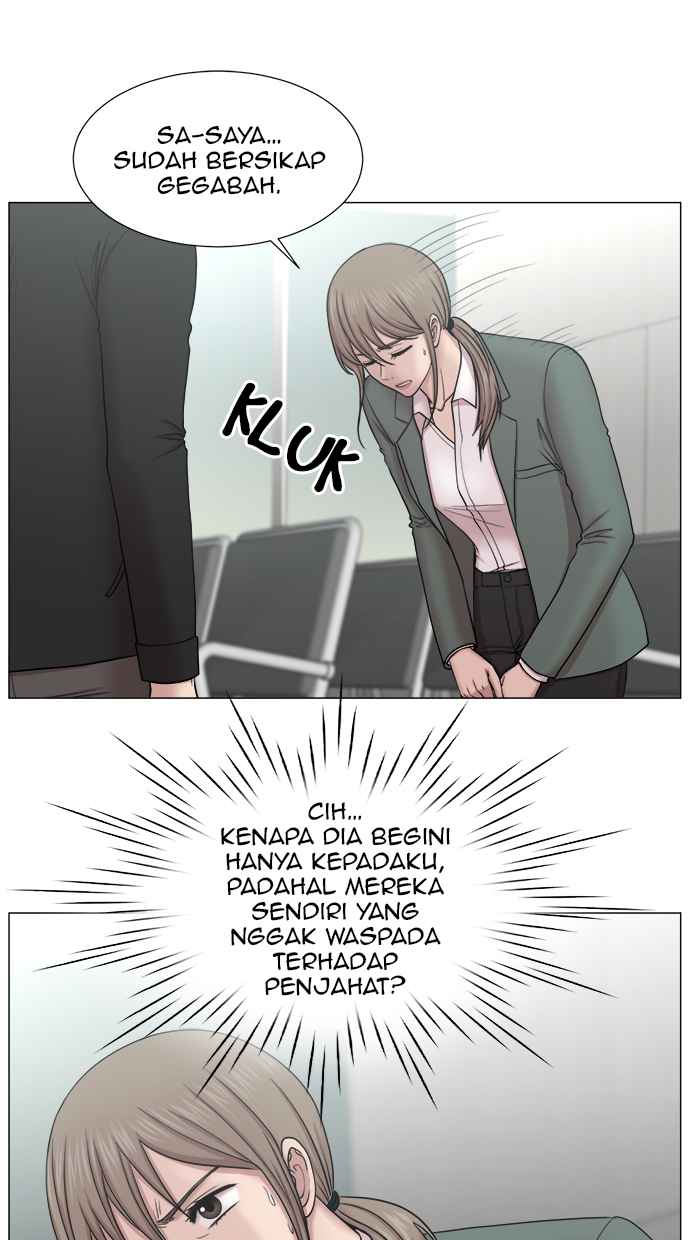 SA-SAYA...
SUDAH BERSIKAP
GEGABAH.
KLUK
CIH...
KENAPA DIA BEGINI
HANYA KEPADAKU,
PADAHAL MEREKA
SENDIRI YANG
NGGAK WASPADA
TERHADAP
PENJAHAT?